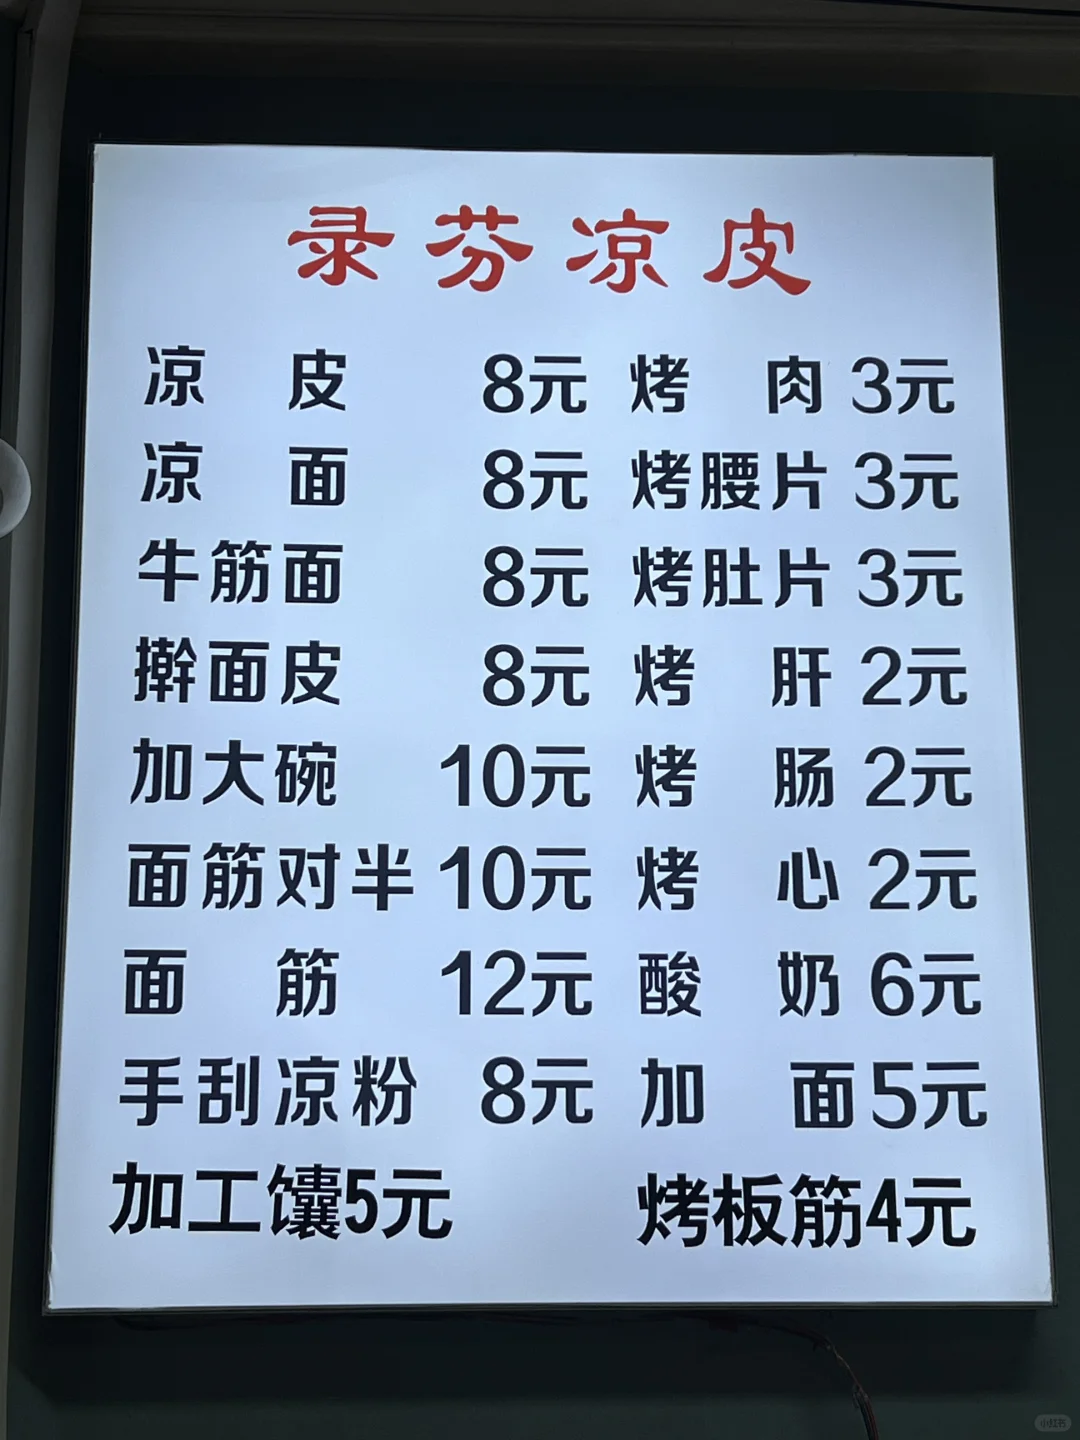 录芬凉皮
凉皮 8元 烤肉 3元
凉面 8元 烤腰片 3元
牛筋面 8元 烤肚片 3元
擀面皮 8元 烤肝 2元
加大碗 10元 烤肠 2元
面筋对半 10元 烤心 2元
面筋 12元 酸奶 6元
手刮凉粉 8元 加面 5元
加工馕5元 烤板筋4元
小红书